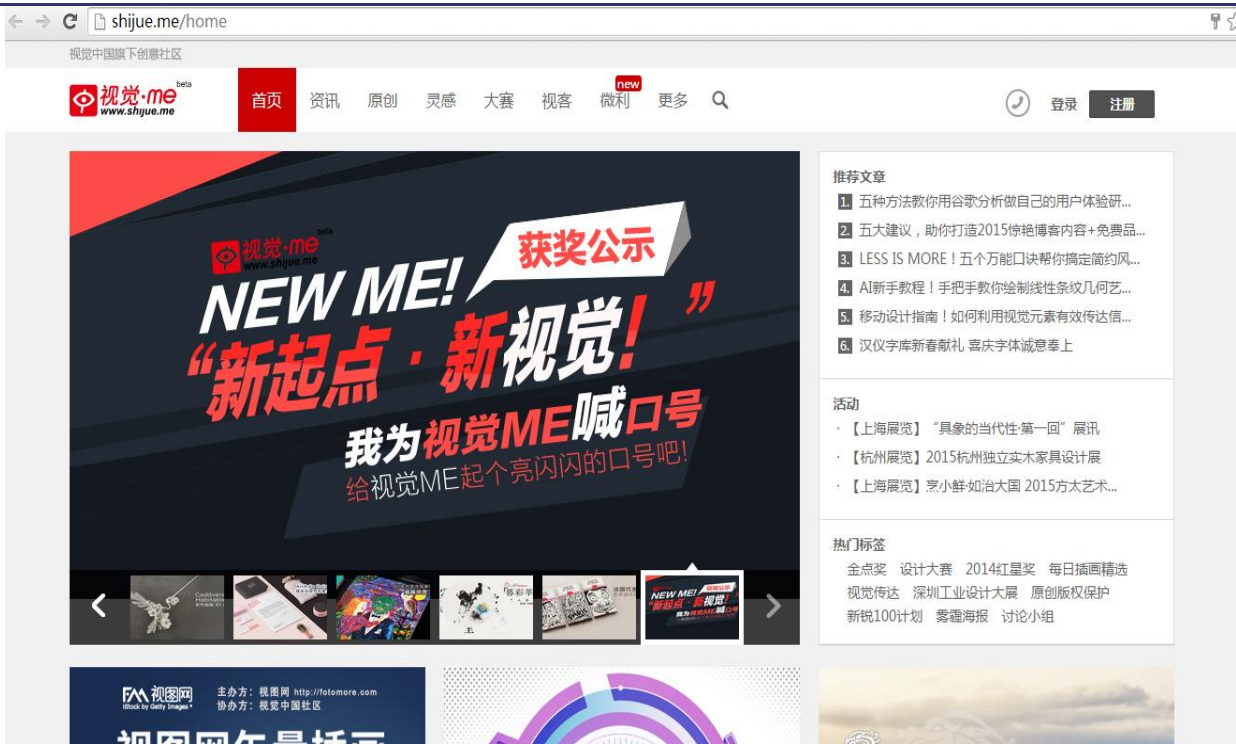 shijue.me/home
视觉中国旗下创意社区
视觉·me beta
www.shijue.me
首页 资讯 原创 灵感 大赛 视客 微利 new 更多
登录 注册
视觉·me beta
www.shijue.me
获奖公示
NEW ME!
“新起点·新视觉!”
我为视觉ME喊口号
给视觉ME起个亮闪闪的口号吧!
NEW ME! 获奖公示
“新起点·新视觉!”
推荐文章
1. 五种方法教你用谷歌分析做自己的用户体验研...
2. 五大建议，助你打造2015惊艳博客内容+免费品...
3. LESS IS MORE！五个万能口诀帮你搞定简约风...
4. AI新手教程！手把手教你绘制线性条纹几何艺...
5. 移动设计指南！如何利用视觉元素有效传达信...
6. 汉仪字库新春献礼 喜庆字体诚意奉上
活动
· 【上海展览】“具象的当代性·第一回”展讯
· 【杭州展览】2015杭州独立实木家具设计展
· 【上海展览】烹小鲜·如治大国 2015方太艺术...
热门标签
金点奖 设计大赛 2014红星奖 每日插画精选
视觉传达 深圳工业设计大展 原创版权保护
新锐100计划 雾霾海报 讨论小组
视图网
iStock by Getty Images
主办方：视图网 http://fotomore.com
协办方：视觉中国社区
视图网矢量插画